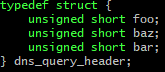 typedef struct {
    unsigned short foo;
    unsigned short baz;
    unsigned short bar;
} dns_query_header;